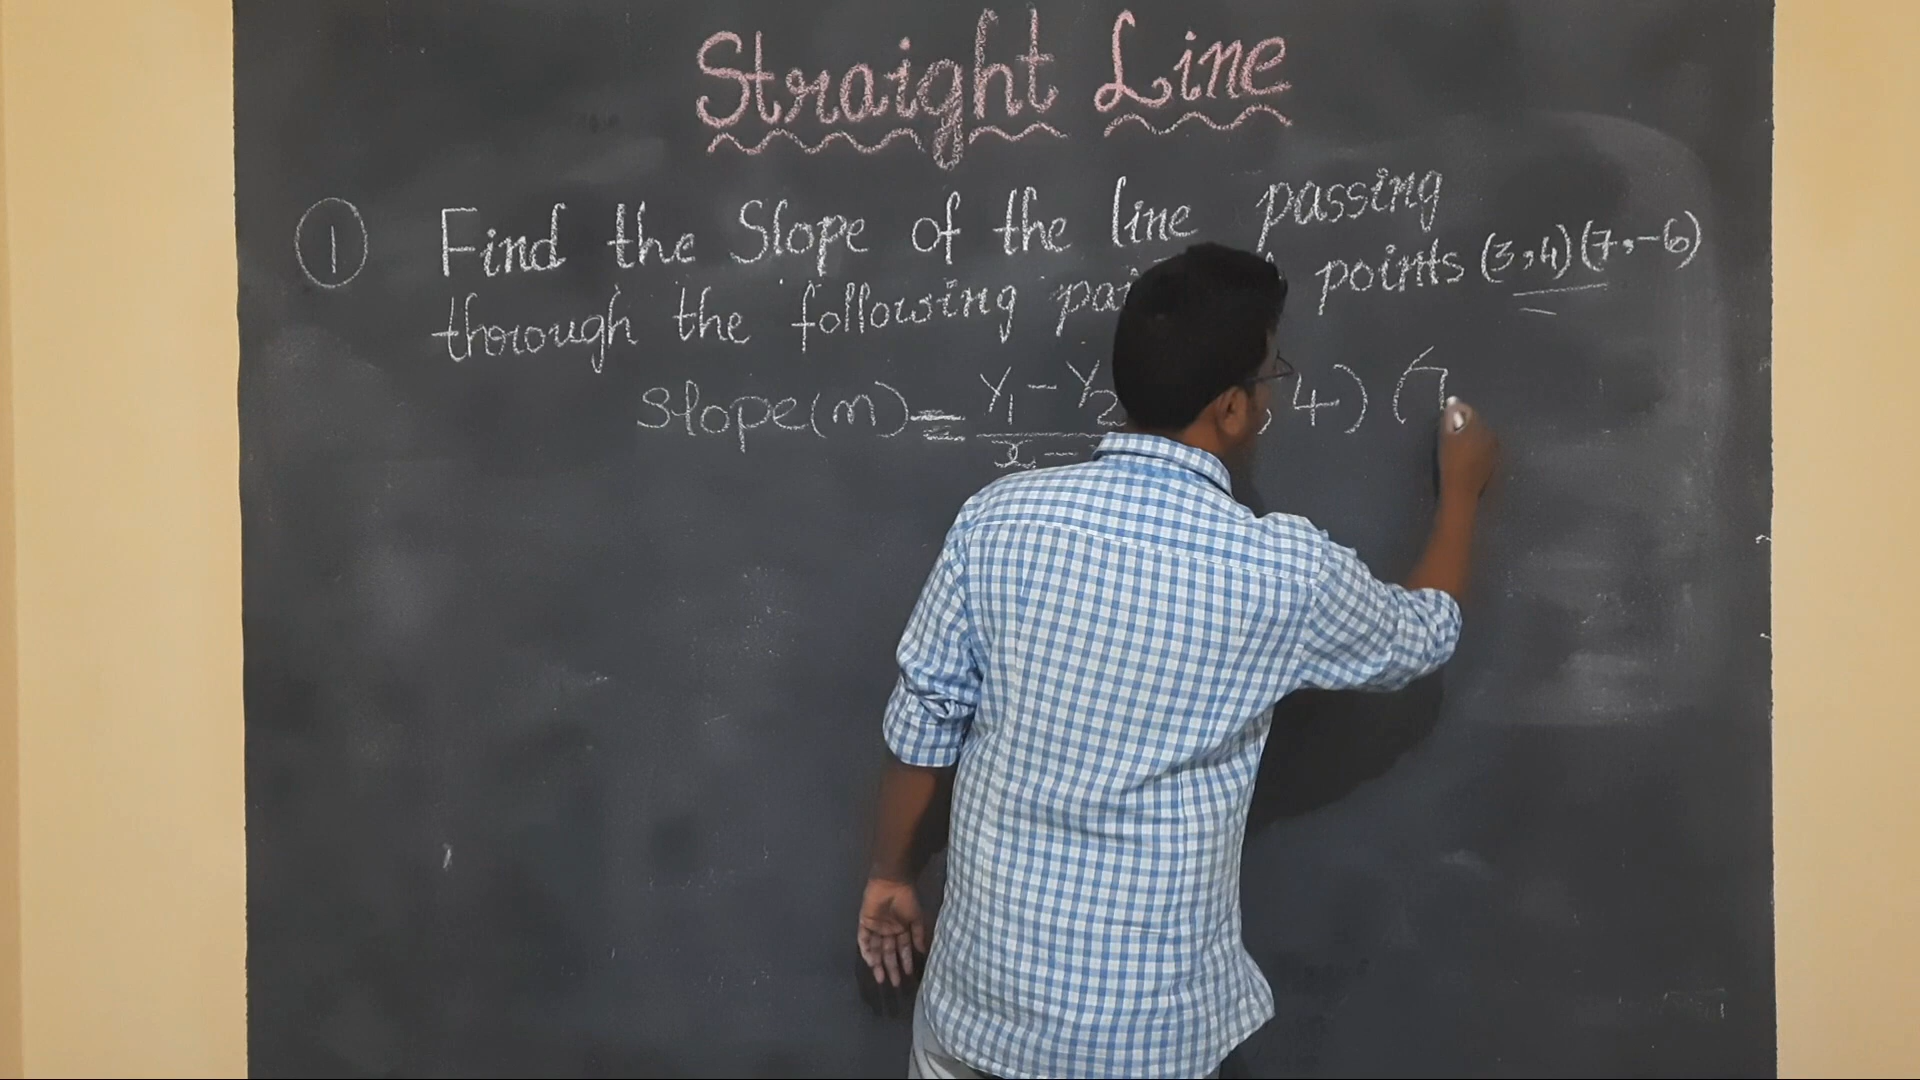 Straight Line
① Find the Slope of the line passing
through the following points (3,4)(7,-6)
Slope(m) = Y₁-Y₂ 4) (7
x -